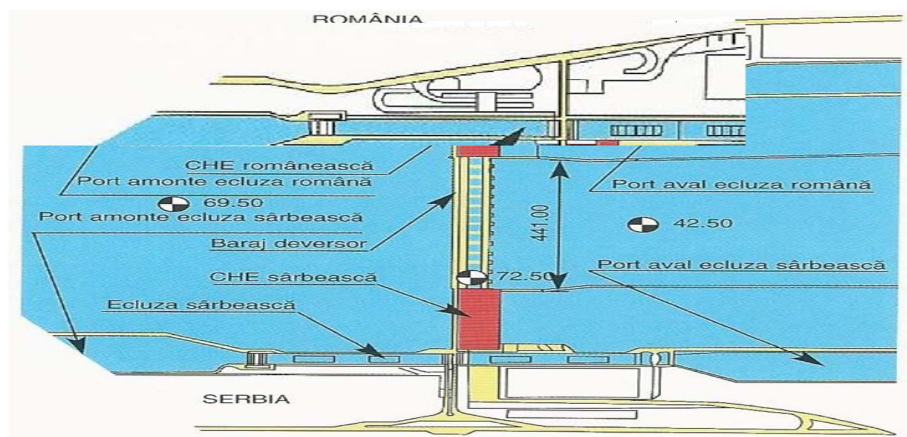 ROMÂNIA
CHE românească
Port amonte ecluza română
69.50
Port amonte ecluza sârbească
Baraj deversor
CHE sârbească
Ecluza sârbească
72.50
441.00
Port aval ecluza română
42.50
Port aval ecluza sârbească
SERBIA